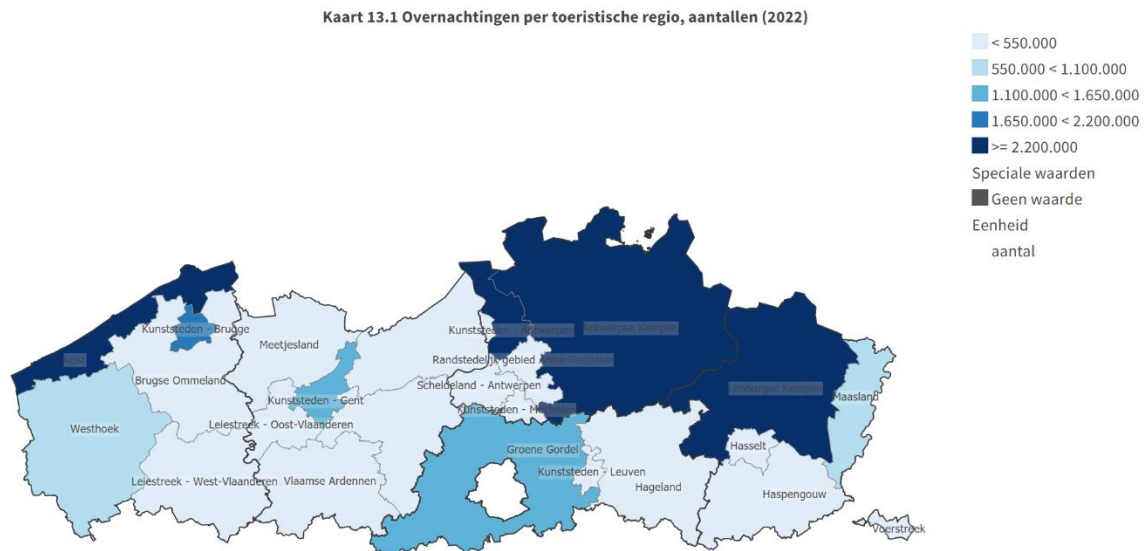 Kaart 13.1 Overnachtingen per toeristische regio, aantallen (2022)
< 550.000
550.000 < 1.100.000
1.100.000 < 1.650.000
1.650.000 < 2.200.000
>= 2.200.000
Speciale waarden
Geen waarde
Eenheid
aantal
Kunststeden - Brugge
Kust
Meetjesland
Kunststeden - Antwerpen
Antwerpse Kempen
Randstedelijk gebied Antw-Mechelen
Brugse Ommeland
Scheldeland - Antwerpen
Limburgse Kempen
Maasland
Kunststeden - Gent
Kunststeden - Mechelen
Westhoek
Leiestreek - Oost-Vlaanderen
Groene Gordel
Hasselt
Kunststeden - Leuven
Leiestreek - West-Vlaanderen
Vlaamse Ardennen
Hageland
Haspengouw
Voerstreek